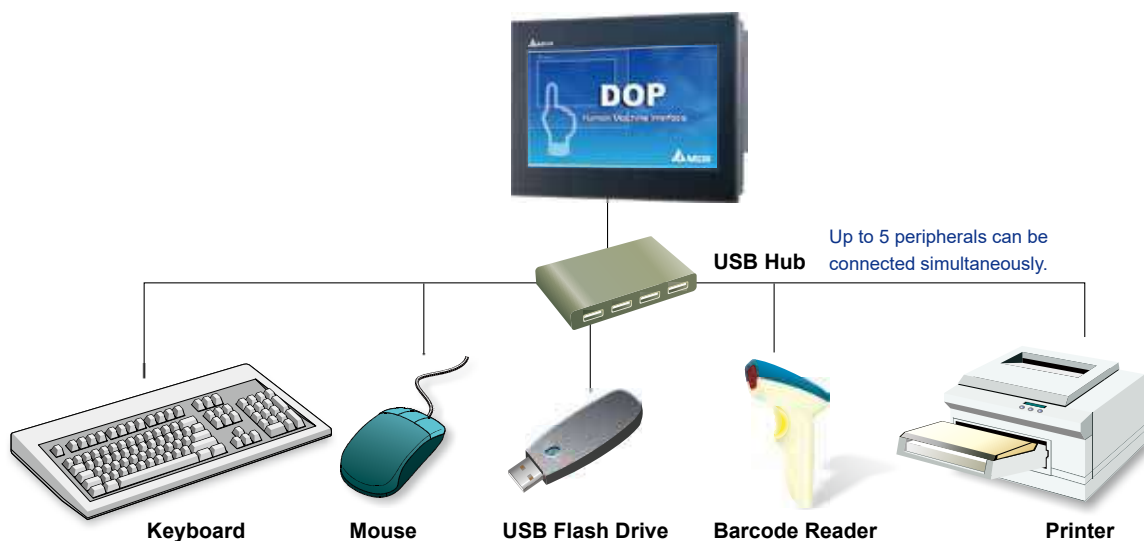 DOP
Human Machine Interface
USB Hub
Up to 5 peripherals can be
connected simultaneously.
Keyboard
Mouse
USB Flash Drive
Barcode Reader
Printer